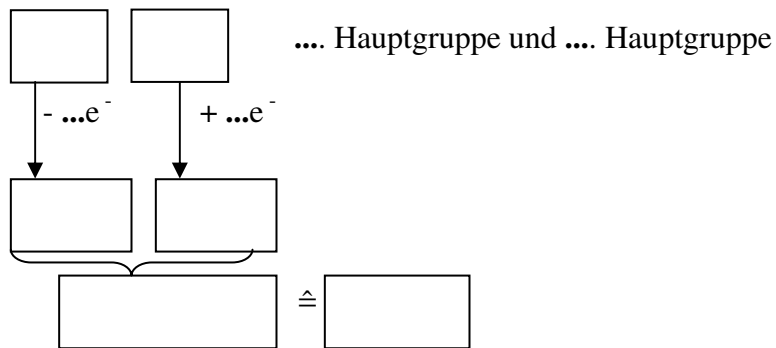 .... Hauptgruppe und .... Hauptgruppe
- ...e⁻ + ...e⁻
≙